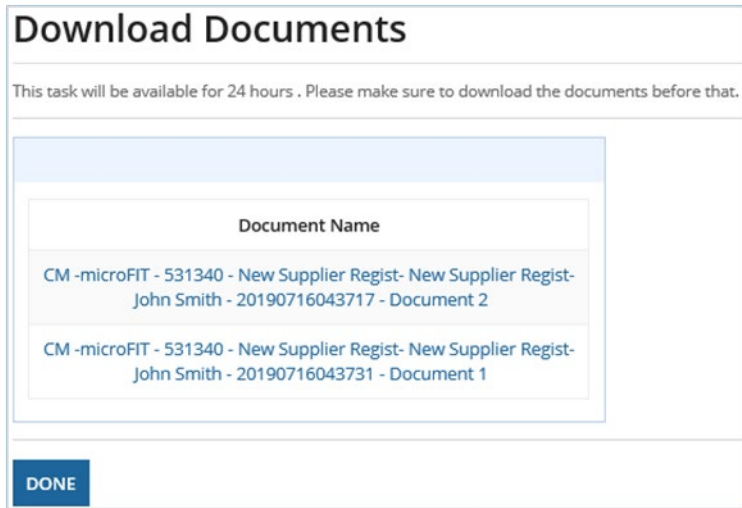 Download Documents
This task will be available for 24 hours . Please make sure to download the documents before that.
Document Name
CM -microFIT - 531340 - New Supplier Regist- New Supplier Regist-
John Smith - 20190716043717 - Document 2
CM -microFIT - 531340 - New Supplier Regist- New Supplier Regist-
John Smith - 20190716043731 - Document 1
DONE